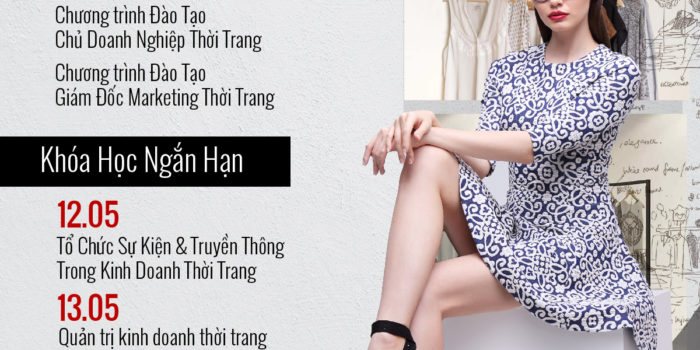 Chương trình Đào Tạo
Chủ Doanh Nghiệp Thời Trang
Chương trình Đào Tạo
Giám Đốc Marketing Thời Trang
Khóa Học Ngắn Hạn
12.05
Tổ Chức Sự Kiện & Truyền Thông
Trong Kinh Doanh Thời Trang
13.05
Quản trị kinh doanh thời trang